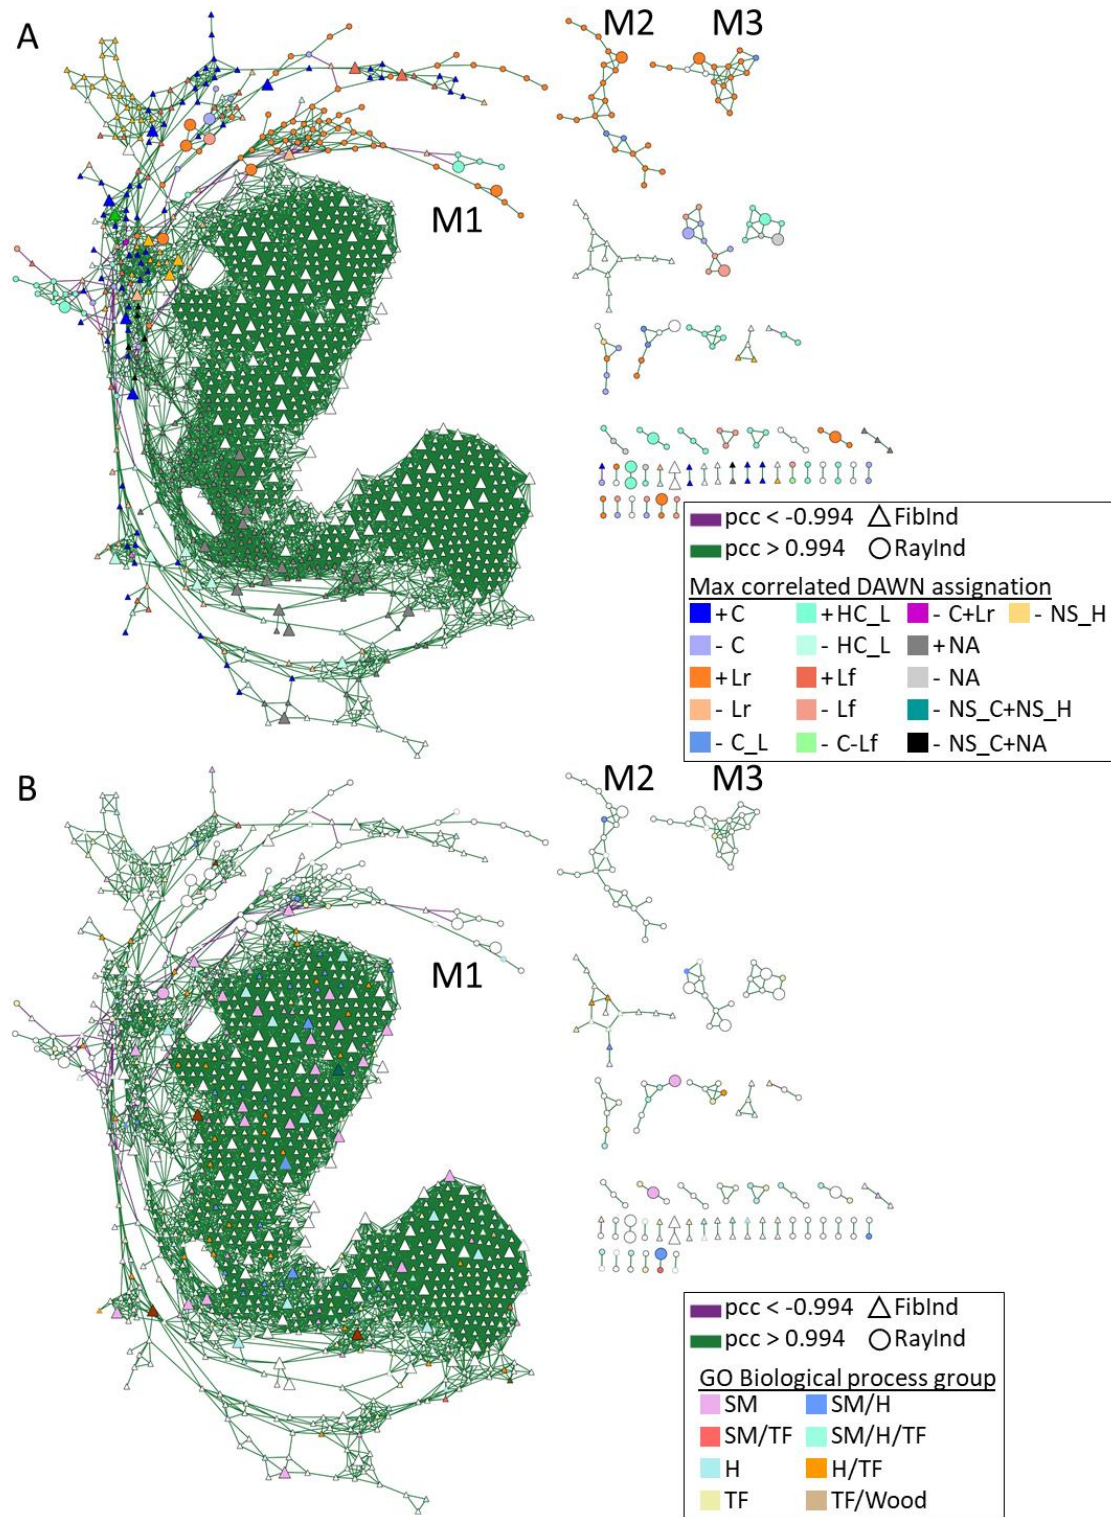 A
M2 M3
M1
pcc < -0.994 FibInd
pcc > 0.994 RayInd
Max correlated DAWN assignation
+C +HC_L - C+Lr - NS_H
- C - HC_L +NA
+Lr +Lf - NA
- Lr - Lf - NS_C+NS_H
- C_L - C-Lf - NS_C+NA
B
M2 M3
M1
pcc < -0.994 FibInd
pcc > 0.994 RayInd
GO Biological process group
SM SM/H
SM/TF SM/H/TF
H H/TF
TF TF/Wood